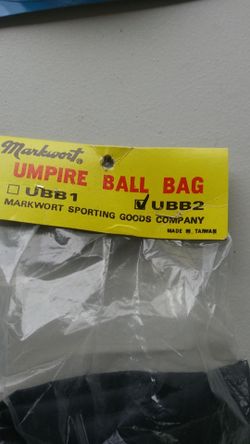 Markwort®
UMPIRE BALL BAG
UBB1 UBB2
MARKWORT SPORTING GOODS COMPANY
MADE IN TAIWAN